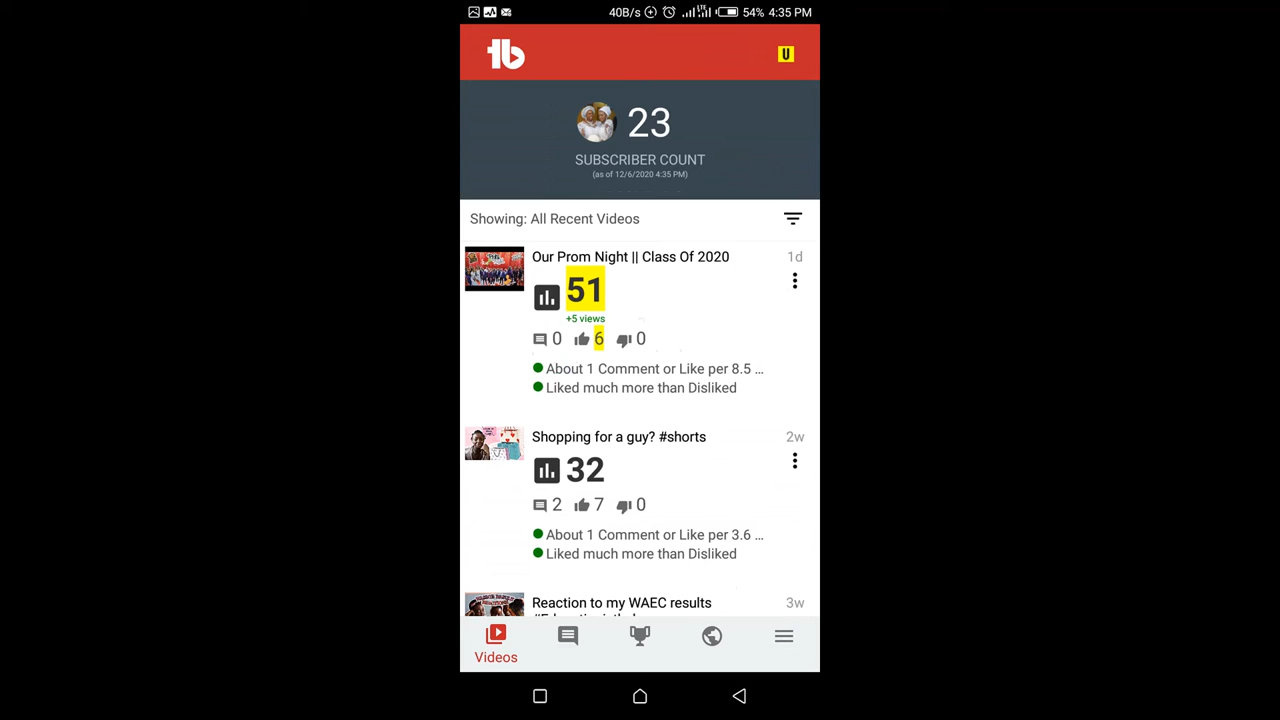 40B/s 54% 4:35 PM
tb U
23
SUBSCRIBER COUNT
(as of 12/6/2020 4:35 PM)
Showing: All Recent Videos
Our Prom Night || Class Of 2020 1d
51
+5 views
0 6 0
About 1 Comment or Like per 8.5 ...
Liked much more than Disliked
Shopping for a guy? #shorts 2w
32
2 7 0
About 1 Comment or Like per 3.6 ...
Liked much more than Disliked
Reaction to my WAEC results 3w
Videos